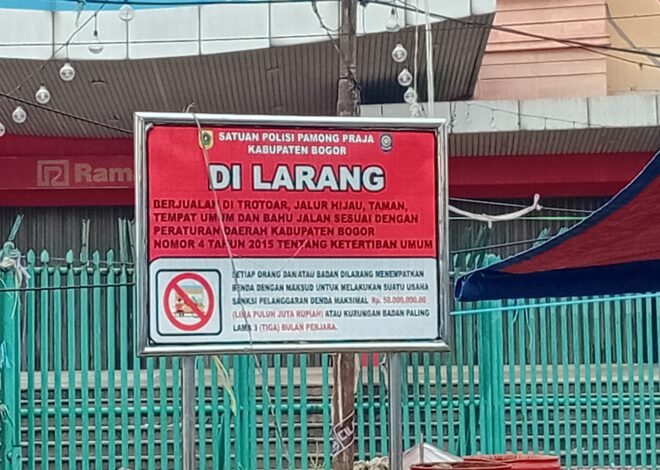 SATUAN POLISI PAMONG PRAJA
KABUPATEN BOGOR
DI LARANG
BERJUALAN DI TROTOAR, JALUR HIJAU, TAMAN,
TEMPAT UMUM DAN BAHU JALAN SESUAI DENGAN
PERATURAN DAERAH KABUPATEN BOGOR
NOMOR 4 TAHUN 2015 TENTANG KETERTIBAN UMUM
SETIAP ORANG DAN ATAU BADAN DILARANG MENEMPATKAN
BENDA DENGAN MAKSUD UNTUK MELAKUKAN SUATU USAHA
SANKSI PELANGGARAN DENDA MAKSIMAL Rp. 50.000.000,00
(LIMA PULUH JUTA RUPIAH) ATAU KURUNGAN BADAN PALING
LAMA 3 (TIGA) BULAN PENJARA.
Ram